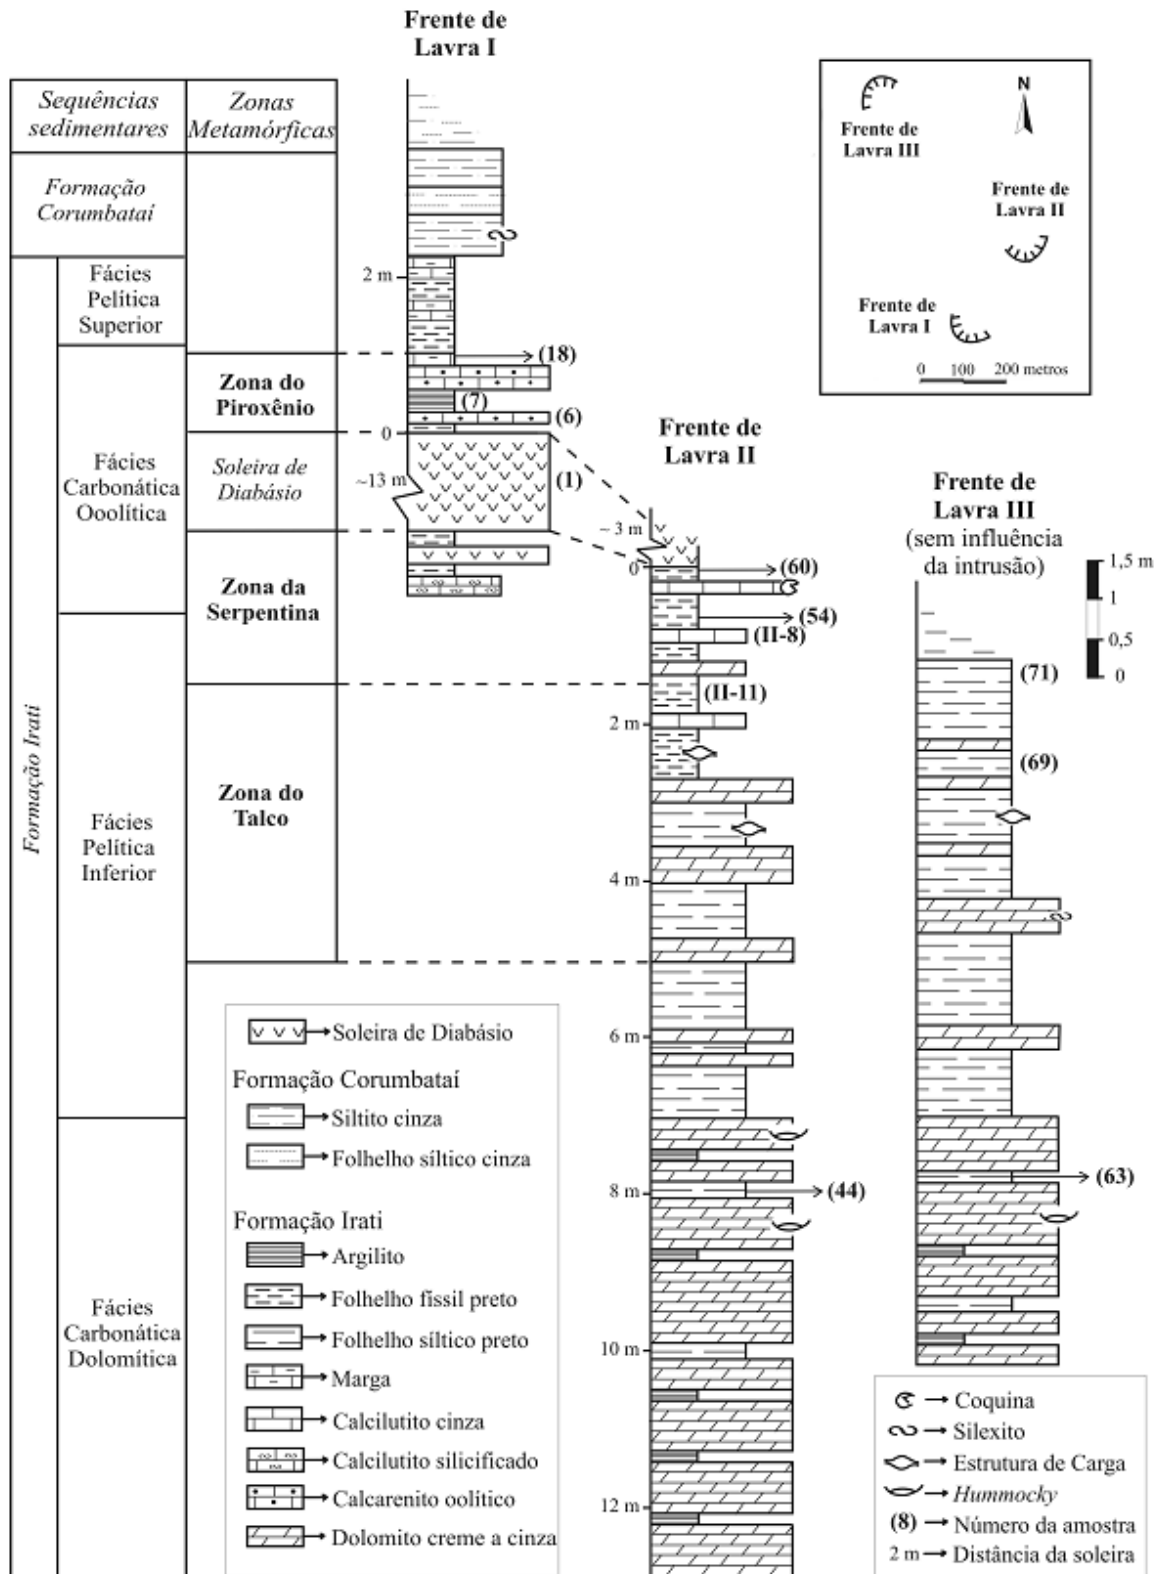 Frente de
Lavra I
Sequências
sedimentares
Zonas
Metamórficas
Formação
Corumbataí
Formação Irati
Fácies
Pelítica
Superior
Fácies
Carbonática
Ooolítica
Fácies
Pelítica
Inferior
Fácies
Carbonática
Dolomítica
Zona do
Piroxênio
Soleira de
Diabásio
Zona da
Serpentina
Zona do
Talco
2 m
0
~13 m
(18)
(7)
(6)
(1)
Frente de
Lavra III
N
Frente de
Lavra II
Frente de
Lavra I
0 100 200 metros
Frente de
Lavra II
~ 3 m
0
2 m
4 m
6 m
8 m
10 m
12 m
(60)
(54)
(II-8)
(II-11)
(44)
Frente de
Lavra III
(sem influência
da intrusão)
1,5 m
1
0,5
0
(71)
(69)
(63)
Soleira de Diabásio
Formação Corumbataí
Siltito cinza
Folhelho síltico cinza
Formação Irati
Argilito
Folhelho físsil preto
Folhelho síltico preto
Marga
Calcilutito cinza
Calcilutito silicificado
Calcarenito oolítico
Dolomito creme a cinza
Coquina
Silexito
Estrutura de Carga
Hummocky
(8) Número da amostra
2 m Distância da soleira